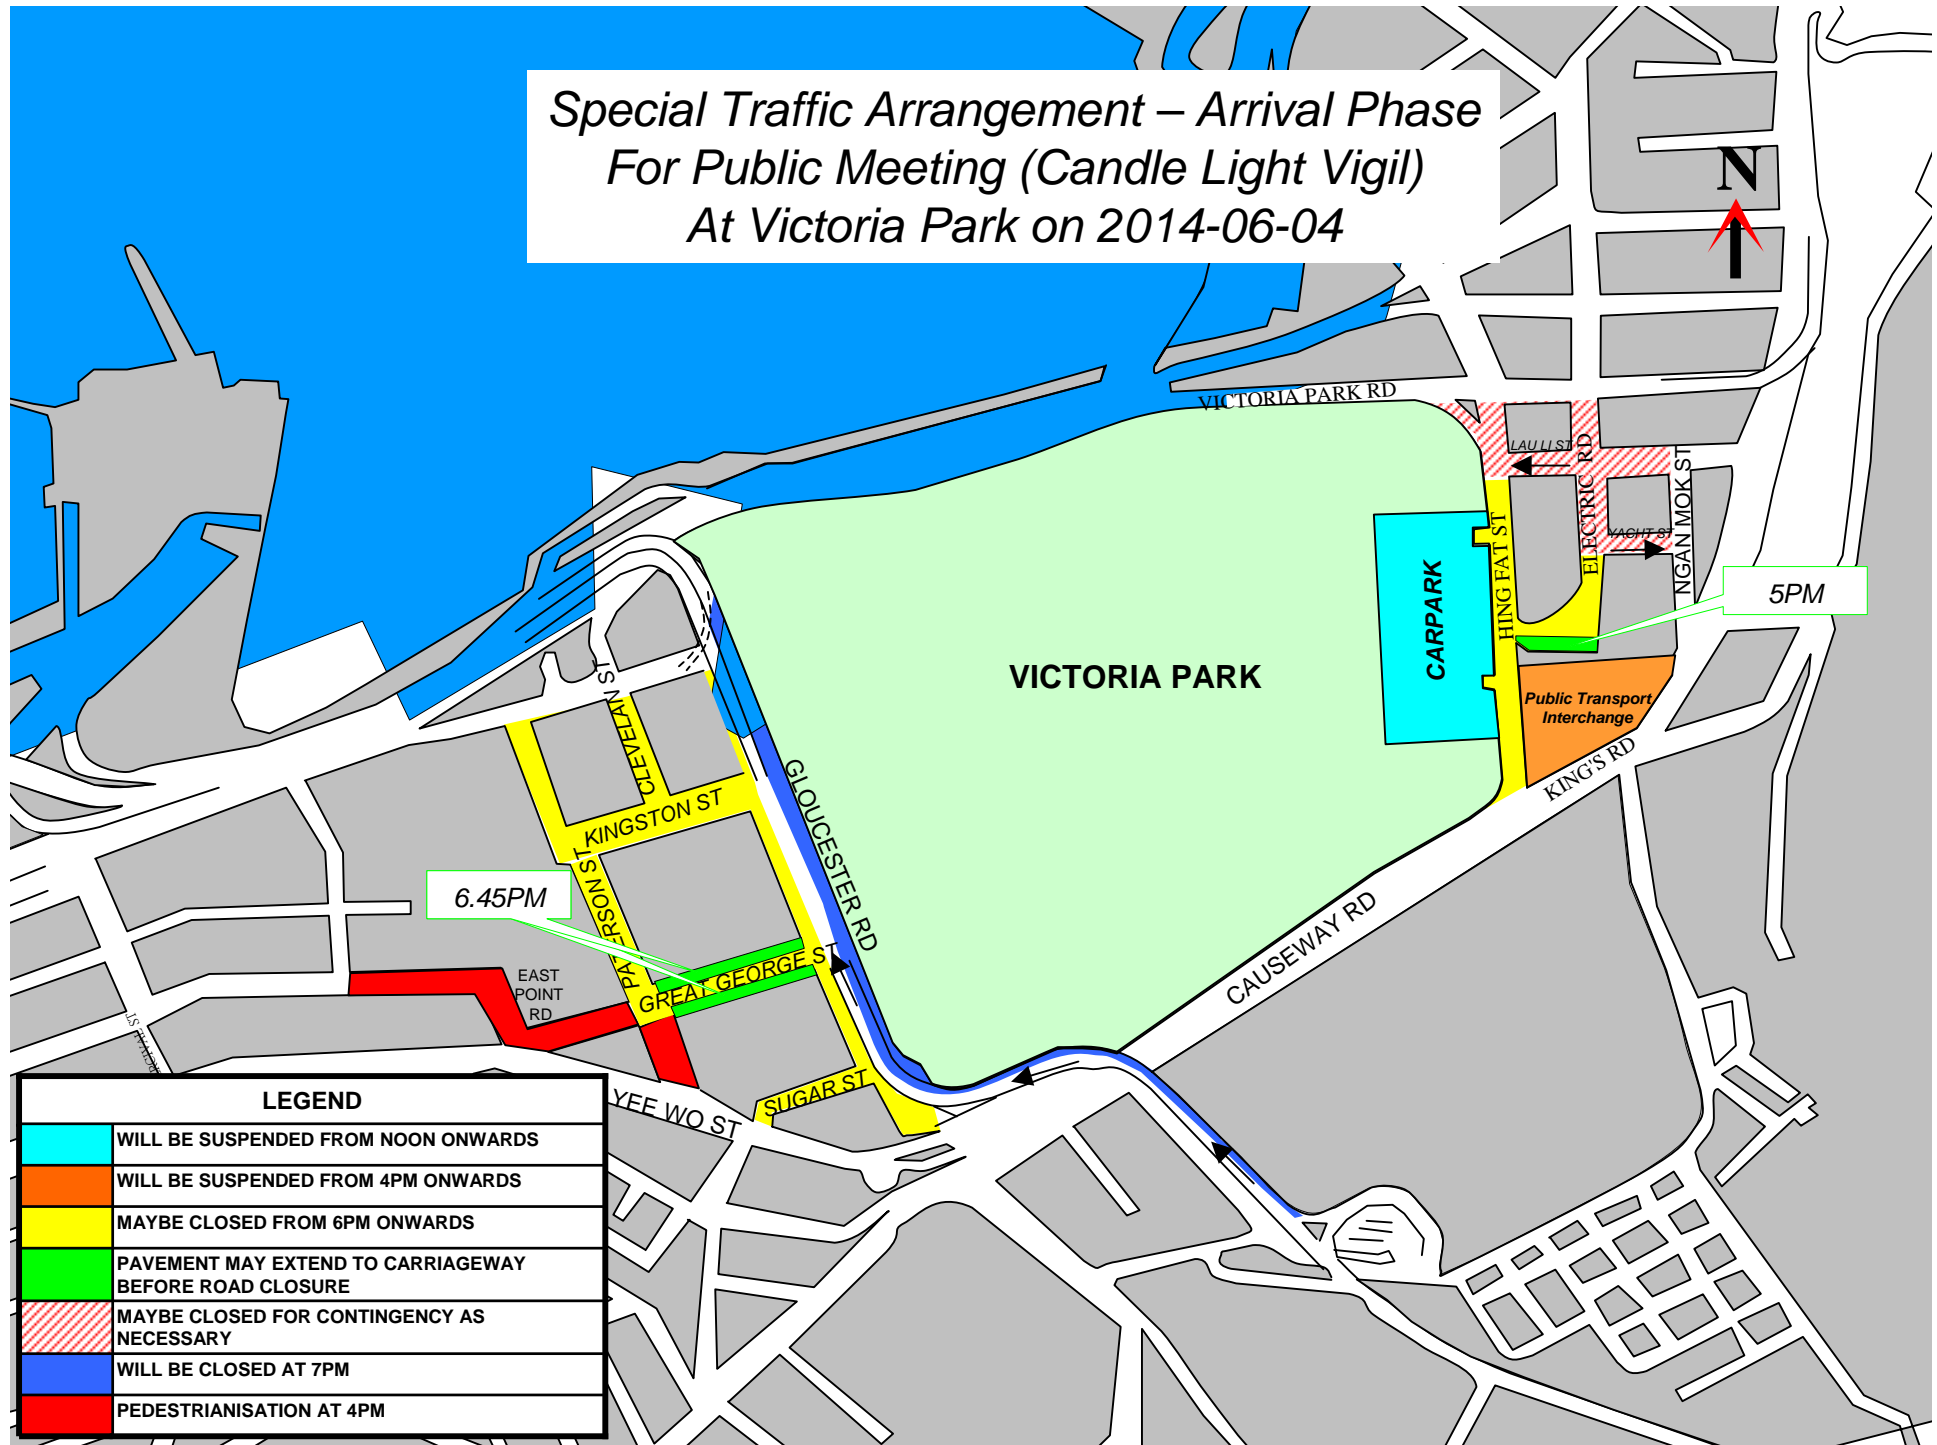 Special Traffic Arrangement – Arrival Phase
For Public Meeting (Candle Light Vigil)
At Victoria Park on 2014-06-04
N
VICTORIA PARK RD
LAU LI ST
ELECTRIC RD
NGAN MOK ST
YACHT ST
HING FAT ST
5PM
CARPARK
VICTORIA PARK
Public Transport
Interchange
KING'S RD
CLEVELAN ST
KINGSTON ST
GLOUCESTER RD
PATERSON ST
6.45PM
GREAT GEORGE ST
EAST
POINT
RD
CAUSEWAY RD
SUGAR ST
YEE WO ST
LEGEND
WILL BE SUSPENDED FROM NOON ONWARDS
WILL BE SUSPENDED FROM 4PM ONWARDS
MAYBE CLOSED FROM 6PM ONWARDS
PAVEMENT MAY EXTEND TO CARRIAGEWAY
BEFORE ROAD CLOSURE
MAYBE CLOSED FOR CONTINGENCY AS
NECESSARY
WILL BE CLOSED AT 7PM
PEDESTRIANISATION AT 4PM